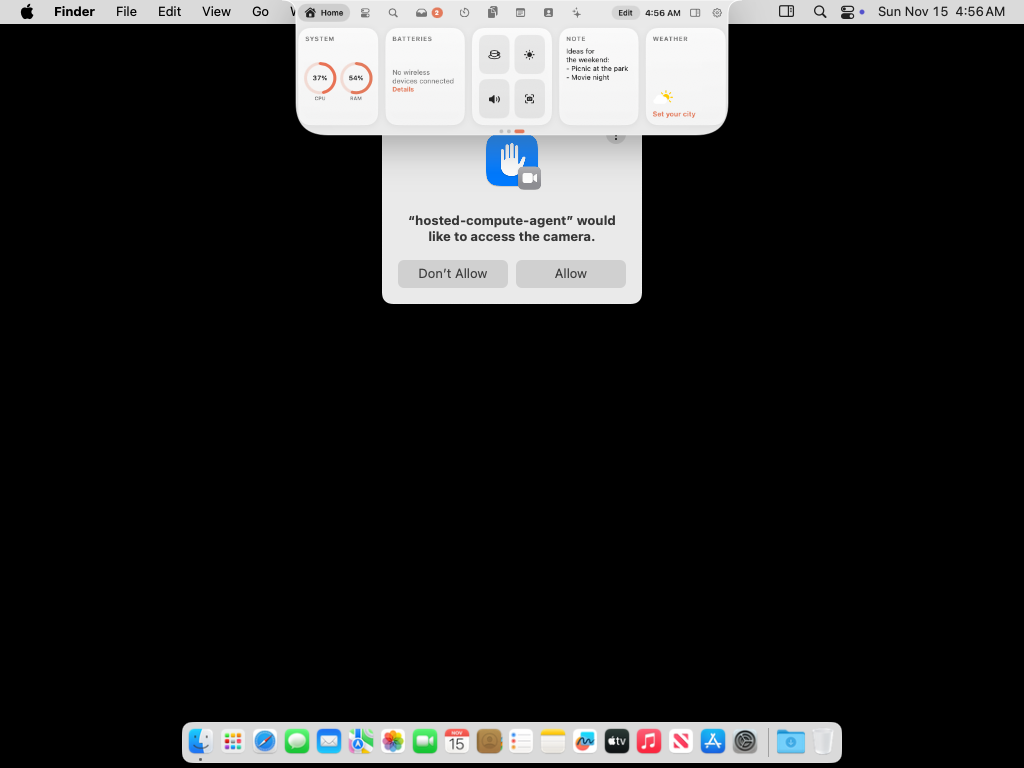 Finder File Edit View Go
Sun Nov 15 4:56 AM
Home
2
Edit
4:56 AM
SYSTEM
37%
54%
CPU
RAM
BATTERIES
No wireless
devices connected
Details
NOTE
Ideas for
the weekend:
- Picnic at the park
- Movie night
WEATHER
Set your city
“hosted-compute-agent” would
like to access the camera.
Don’t Allow
Allow
NOV
15
tv